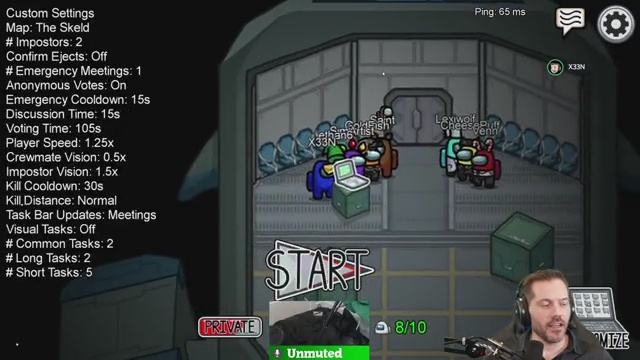 Custom Settings
Map: The Skeld
# Impostors: 2
Confirm Ejects: Off
# Emergency Meetings: 1
Anonymous Votes: On
Emergency Cooldown: 15s
Discussion Time: 15s
Voting Time: 105s
Player Speed: 1.25x
Crewmate Vision: 0.5x
Impostor Vision: 1.5x
Kill Cooldown: 30s
Kill Distance: Normal
Task Bar Updates: Meetings
Visual Tasks: Off
# Common Tasks: 2
# Long Tasks: 2
# Short Tasks: 5
Ping: 65 ms
X33N
Saint
Lexiwolf
CheesePuff
Venn
X33N
START
PRIVATE
8/10
Unmuted